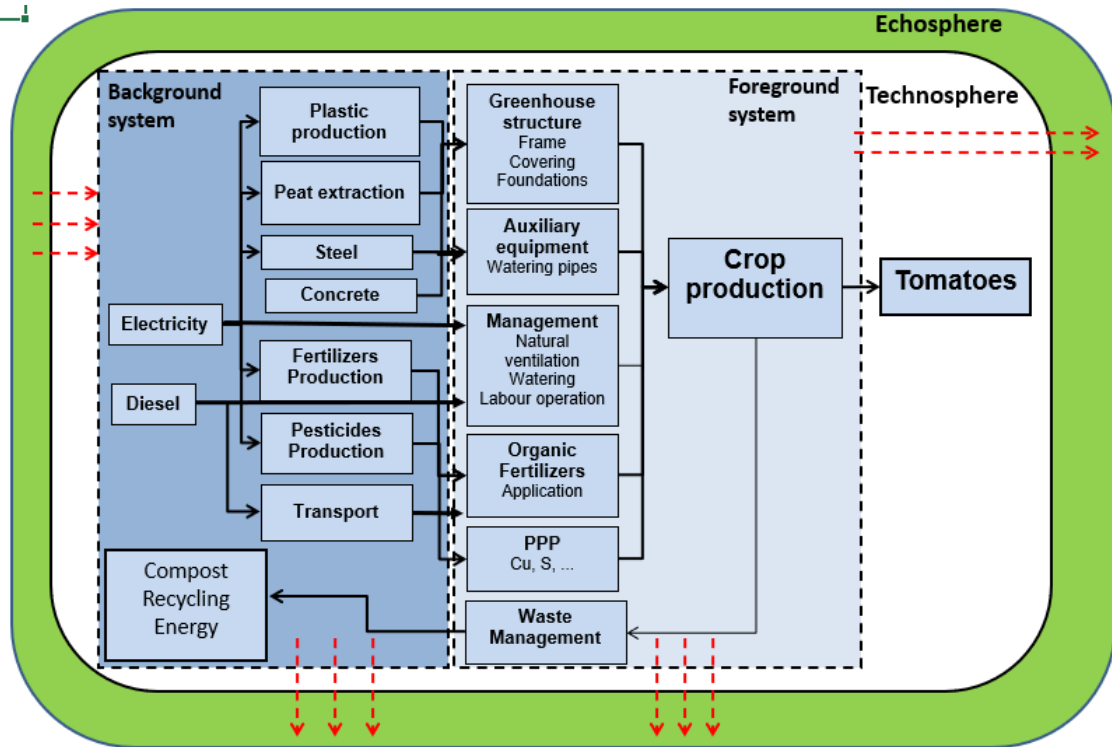 Echosphere
Technosphere
Background
system
Plastic
production
Peat extraction
Steel
Concrete
Electricity
Fertilizers
Production
Diesel
Pesticides
Production
Transport
Compost
Recycling
Energy
Foreground
system
Greenhouse
structure
Frame
Covering
Foundations
Auxiliary
equipment
Watering pipes
Management
Natural
ventilation
Watering
Labour operation
Organic
Fertilizers
Application
PPP
Cu, S, ...
Waste
Management
Crop
production
Tomatoes